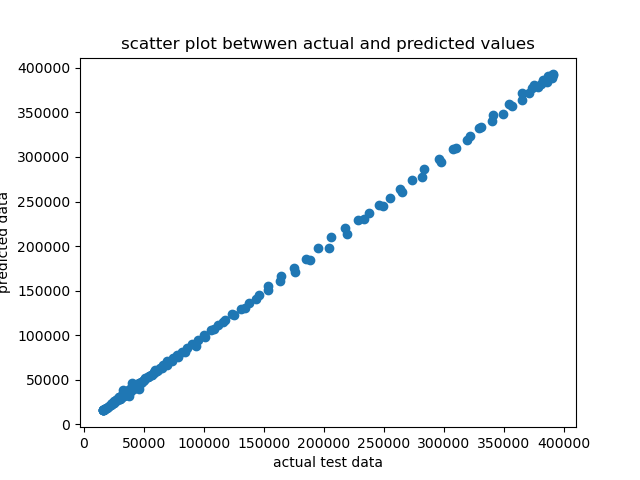 scatter plot betwwen actual and predicted values
400000
350000
300000
250000
200000
150000
100000
50000
0
predicted data
0 50000 100000 150000 200000 250000 300000 350000 400000
actual test data